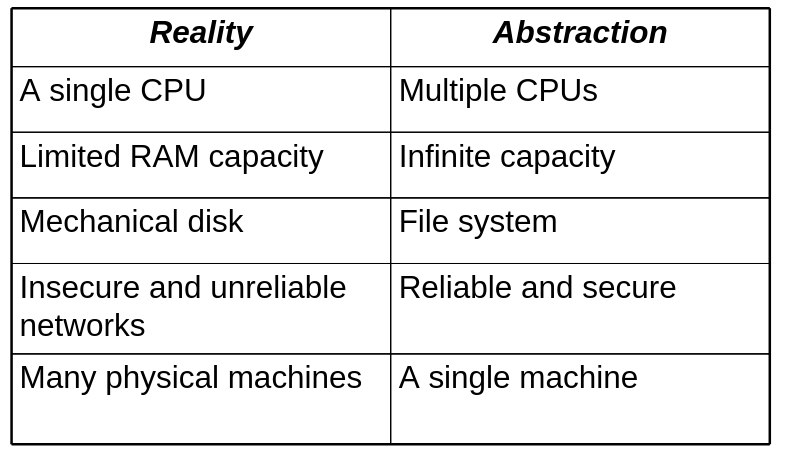 Reality Abstraction
A single CPU Multiple CPUs
Limited RAM capacity Infinite capacity
Mechanical disk File system
Insecure and unreliable Reliable and secure
networks
Many physical machines A single machine